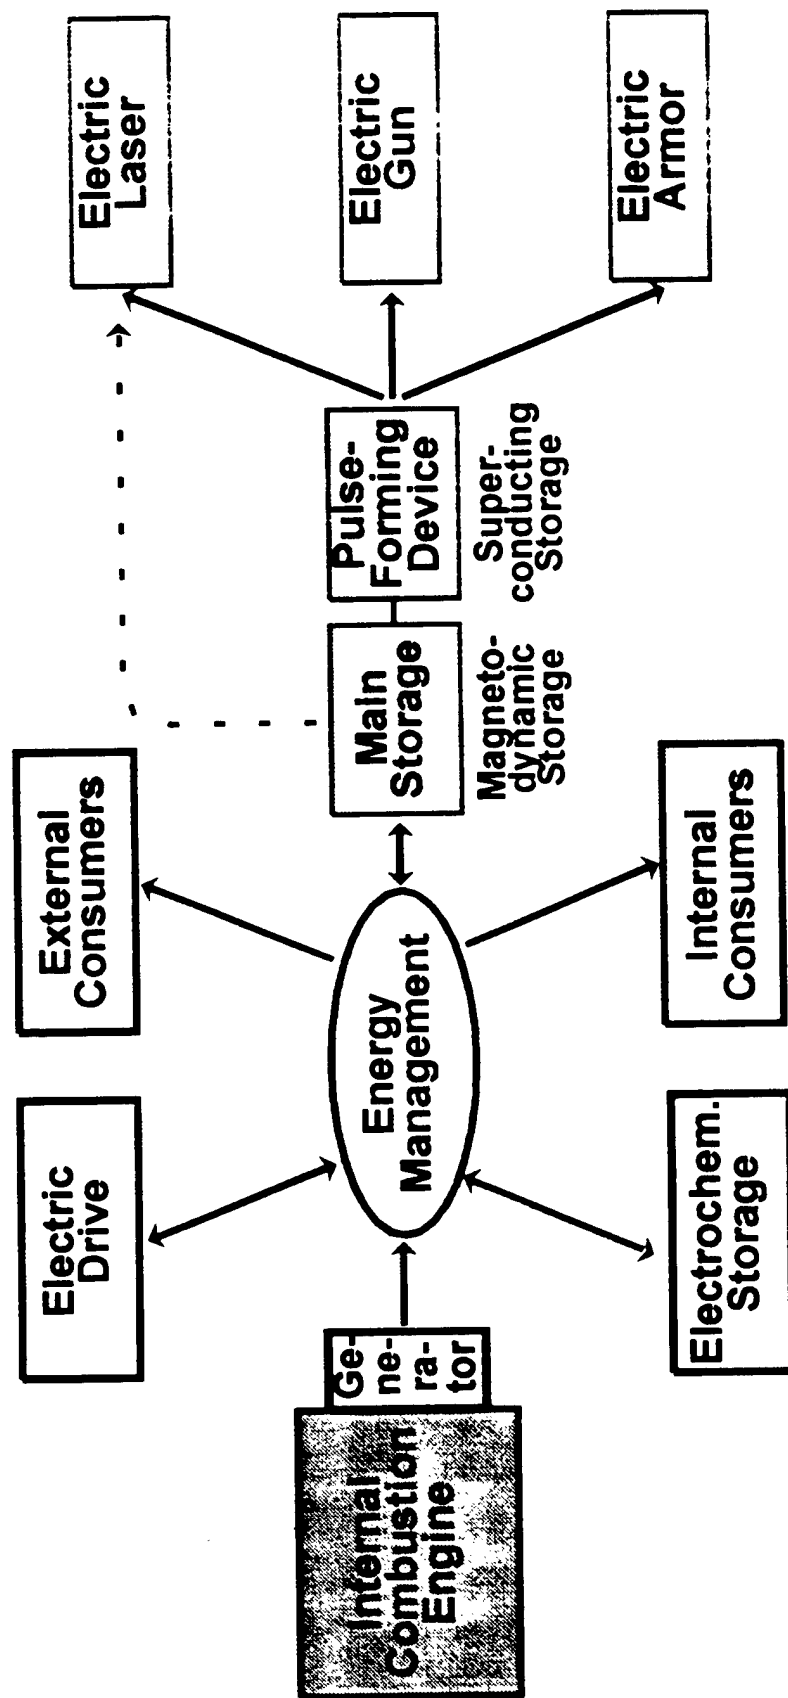 Internal
Combustion
Engine
Ge-
ne-
ra-
tor
Electric
Drive
External
Consumers
Energy
Management
Electrochem.
Storage
Internal
Consumers
Main
Storage
Magneto-
dynamic
Storage
Pulse-
Forming
Device
Super-
conducting
Storage
Electric
Laser
Electric
Gun
Electric
Armor